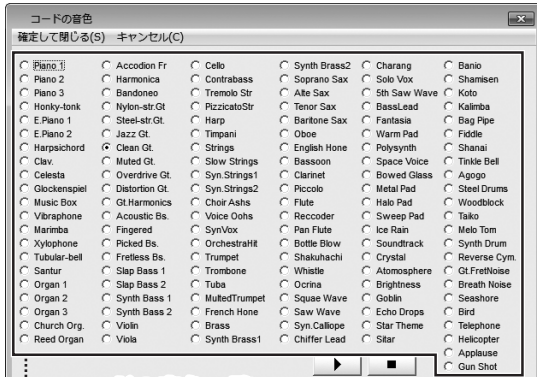 コードの音色
確定して閉じる(S) キャンセル(C)
Piano 1 Accodion Fr Cello Synth Brass2 Charang Banio
Piano 2 Harmonica Contrabass Soprano Sax Solo Vox Shamisen
Piano 3 Bandoneo Tremolo Str Alte Sax 5th Saw Wave Koto
Honky-tonk Nylon-str.Gt PizzicatoStr Tenor Sax BassLead Kalimba
E.Piano 1 Steel-str.Gt. Harp Baritone Sax Fantasia Bag Pipe
E.Piano 2 Jazz Gt. Timpani Oboe Warm Pad Fiddle
Harpsichord Clean Gt. Strings English Hone Polysynth Shanai
Clav. Muted Gt. Slow Strings Bassoon Space Voice Tinkle Bell
Celesta Overdrive Gt. Syn.Strings1 Clarinet Bowed Glass Agogo
Glockenspiel Distortion Gt. Syn.Strings2 Piccolo Metal Pad Steel Drums
Music Box Gt.Harmonics Choir Ashs Flute Halo Pad Woodblock
Vibraphone Acoustic Bs. Voice Oohs Reccoder Sweep Pad Taiko
Marimba Fingered SynVox Pan Flute Ice Rain Melo Tom
Xylophone Picked Bs. OrchestraHit Bottle Blow Soundtrack Synth Drum
Tubular-bell Fretless Bs. Trumpet Shakuhachi Crystal Reverse Cym.
Santur Slap Bass 1 Trombone Whistle Atomosphere Gt.FretNoise
Organ 1 Slap Bass 2 Tuba Ocrina Brightness Breath Noise
Organ 2 Synth Bass 1 MultedTrumpet Squae Wave Goblin Seashore
Organ 3 Synth Bass 2 French Hone Saw Wave Echo Drops Bird
Church Org. Violin Brass Syn.Calliope Star Theme Telephone
Reed Organ Viola Synth Brass1 Chiffer Lead Sitar Helicopter
Applause
Gun Shot